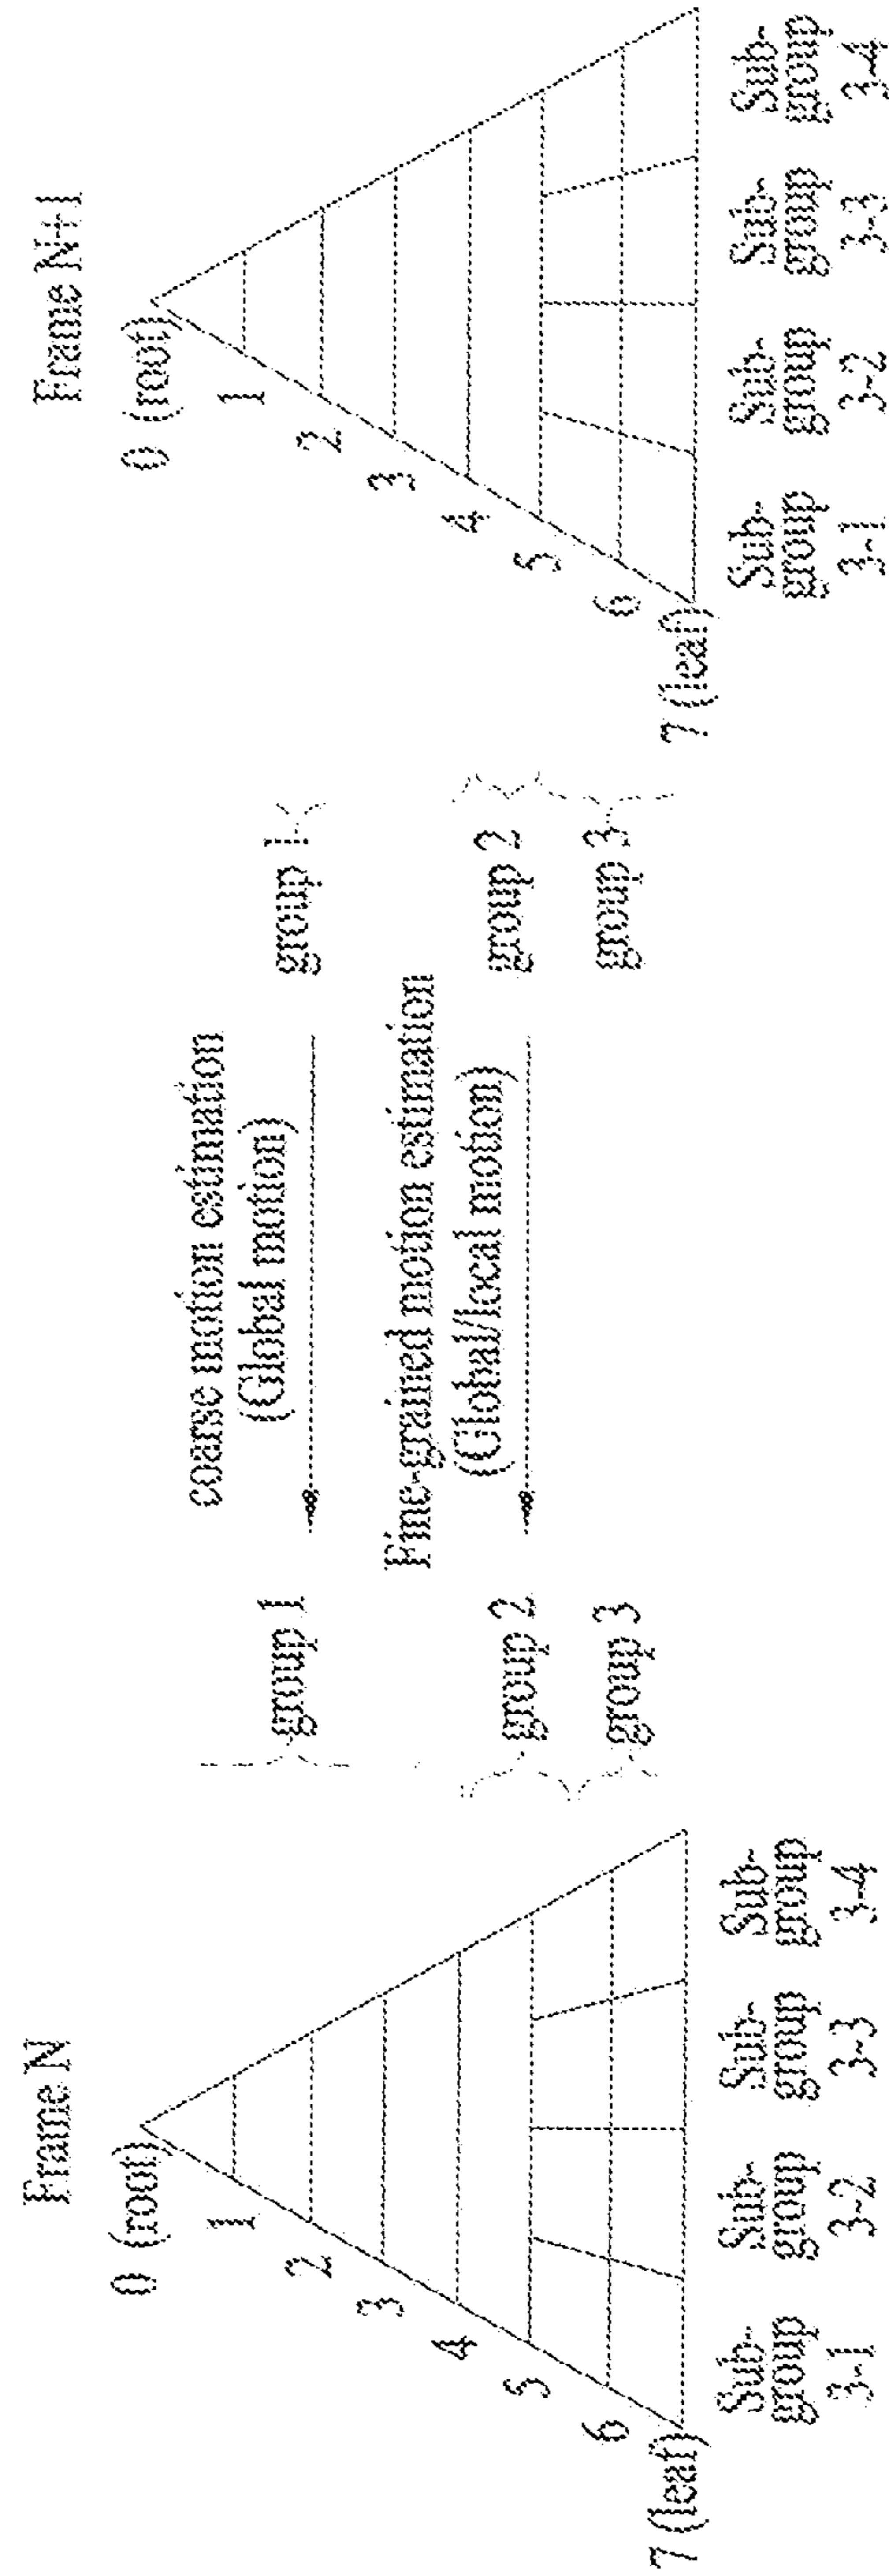 Frame N
0 (root)
1
2
3
4
5
6
7 (leaf)
Sub-
group
3-1
Sub-
group
3-2
Sub-
group
3-3
Sub-
group
3-4
group 1
group 2
group 3
coarse motion estimation
(Global motion)
Fine-grained motion estimation
(Global/local motion)
group 1
group 2
group 3
Frame N+1
0 (root)
1
2
3
4
5
6
7 (leaf)
Sub-
group
3-1
Sub-
group
3-2
Sub-
group
3-3
Sub-
group
3-4